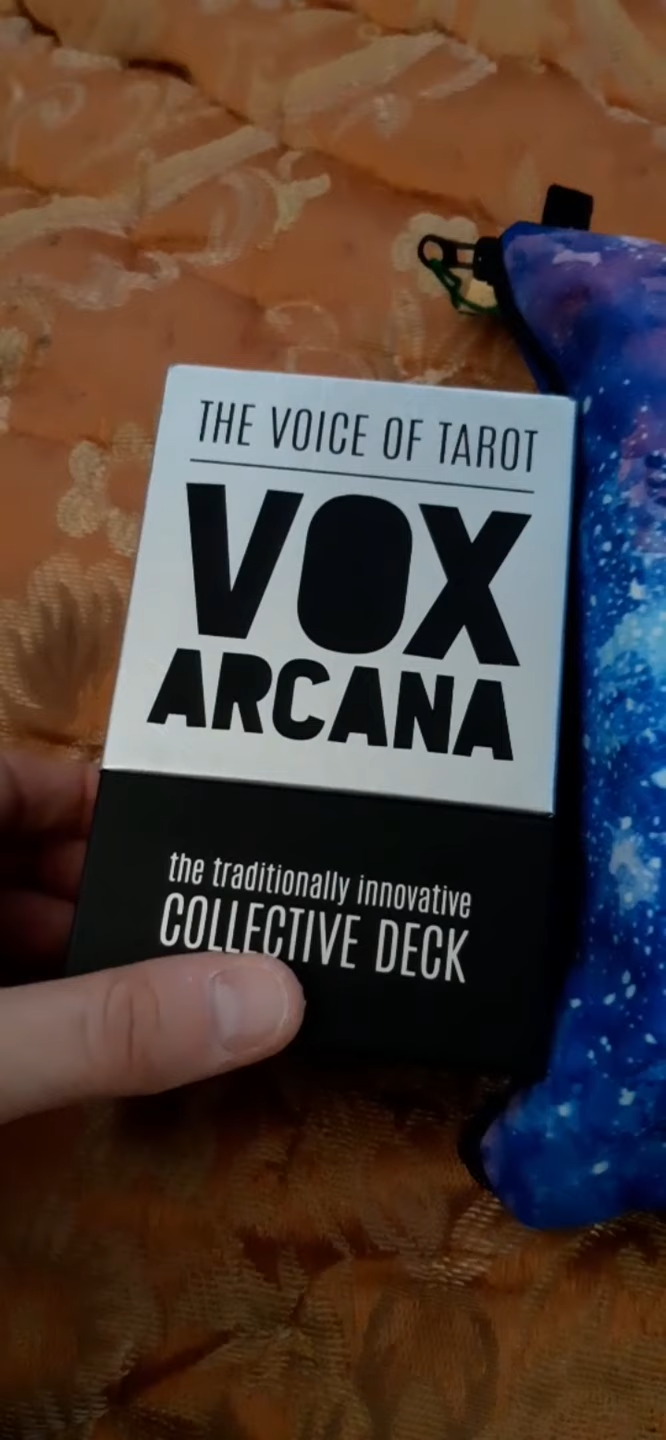 THE VOICE OF TAROT
VOX
ARCANA
the traditionally innovative
COLLECTIVE DECK